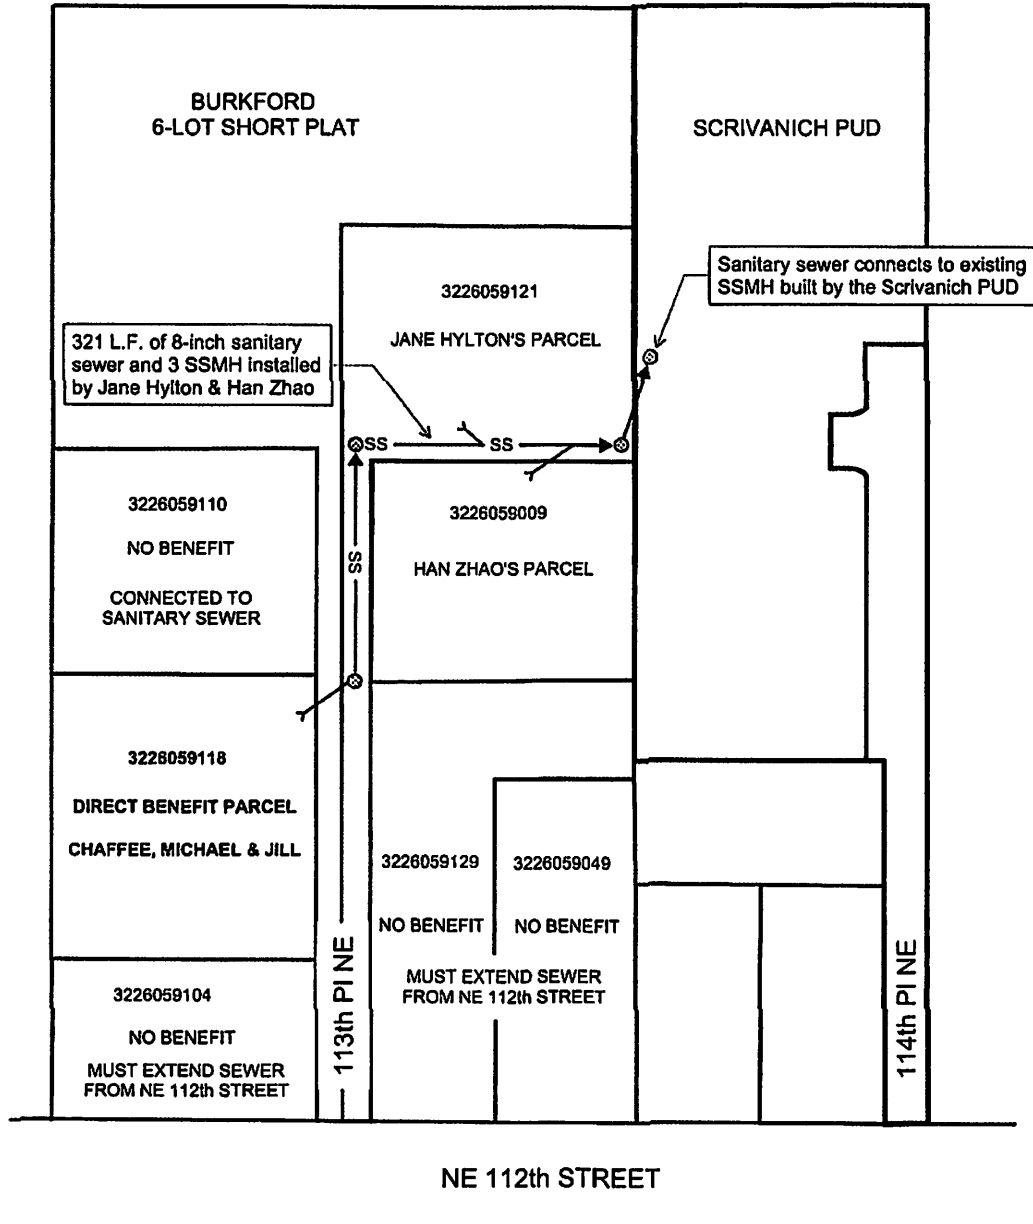 BURKFORD
6-LOT SHORT PLAT
SCRIVANICH PUD
Sanitary sewer connects to existing
SSMH built by the Scrivanich PUD
3226059121
JANE HYLTON'S PARCEL
321 L.F. of 8-inch sanitary
sewer and 3 SSMH installed
by Jane Hylton & Han Zhao
SS
SS
SS
3226059110
NO BENEFIT
CONNECTED TO
SANITARY SEWER
3226059009
HAN ZHAO'S PARCEL
3226059118
DIRECT BENEFIT PARCEL
CHAFFEE, MICHAEL & JILL
3226059129
NO BENEFIT
3226059049
NO BENEFIT
MUST EXTEND SEWER
FROM NE 112th STREET
3226059104
NO BENEFIT
MUST EXTEND SEWER
FROM NE 112th STREET
113th Pl NE
114th Pl NE
NE 112th STREET